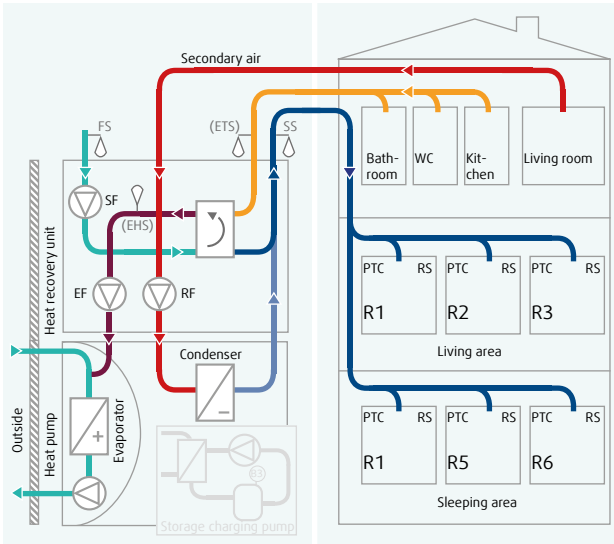 Secondary air
FS
(ETS)
SS
Bath-
room
WC
Kit-
chen
Living room
SF
(EHS)
Heat recovery unit
EF
RF
PTC RS
R1
PTC RS
R2
PTC RS
R3
Living area
Condenser
Outside
Heat pump
Evaporator
+
−
B3
Storage charging pump
PTC RS
R1
PTC RS
R5
PTC RS
R6
Sleeping area